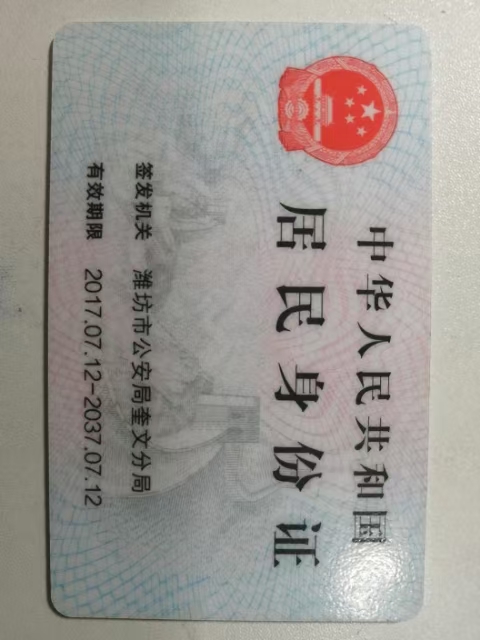 中华人民共和国
居民身份证
签发机关 潍坊市公安局奎文分局
有效期限 2017.07.12-2037.07.12